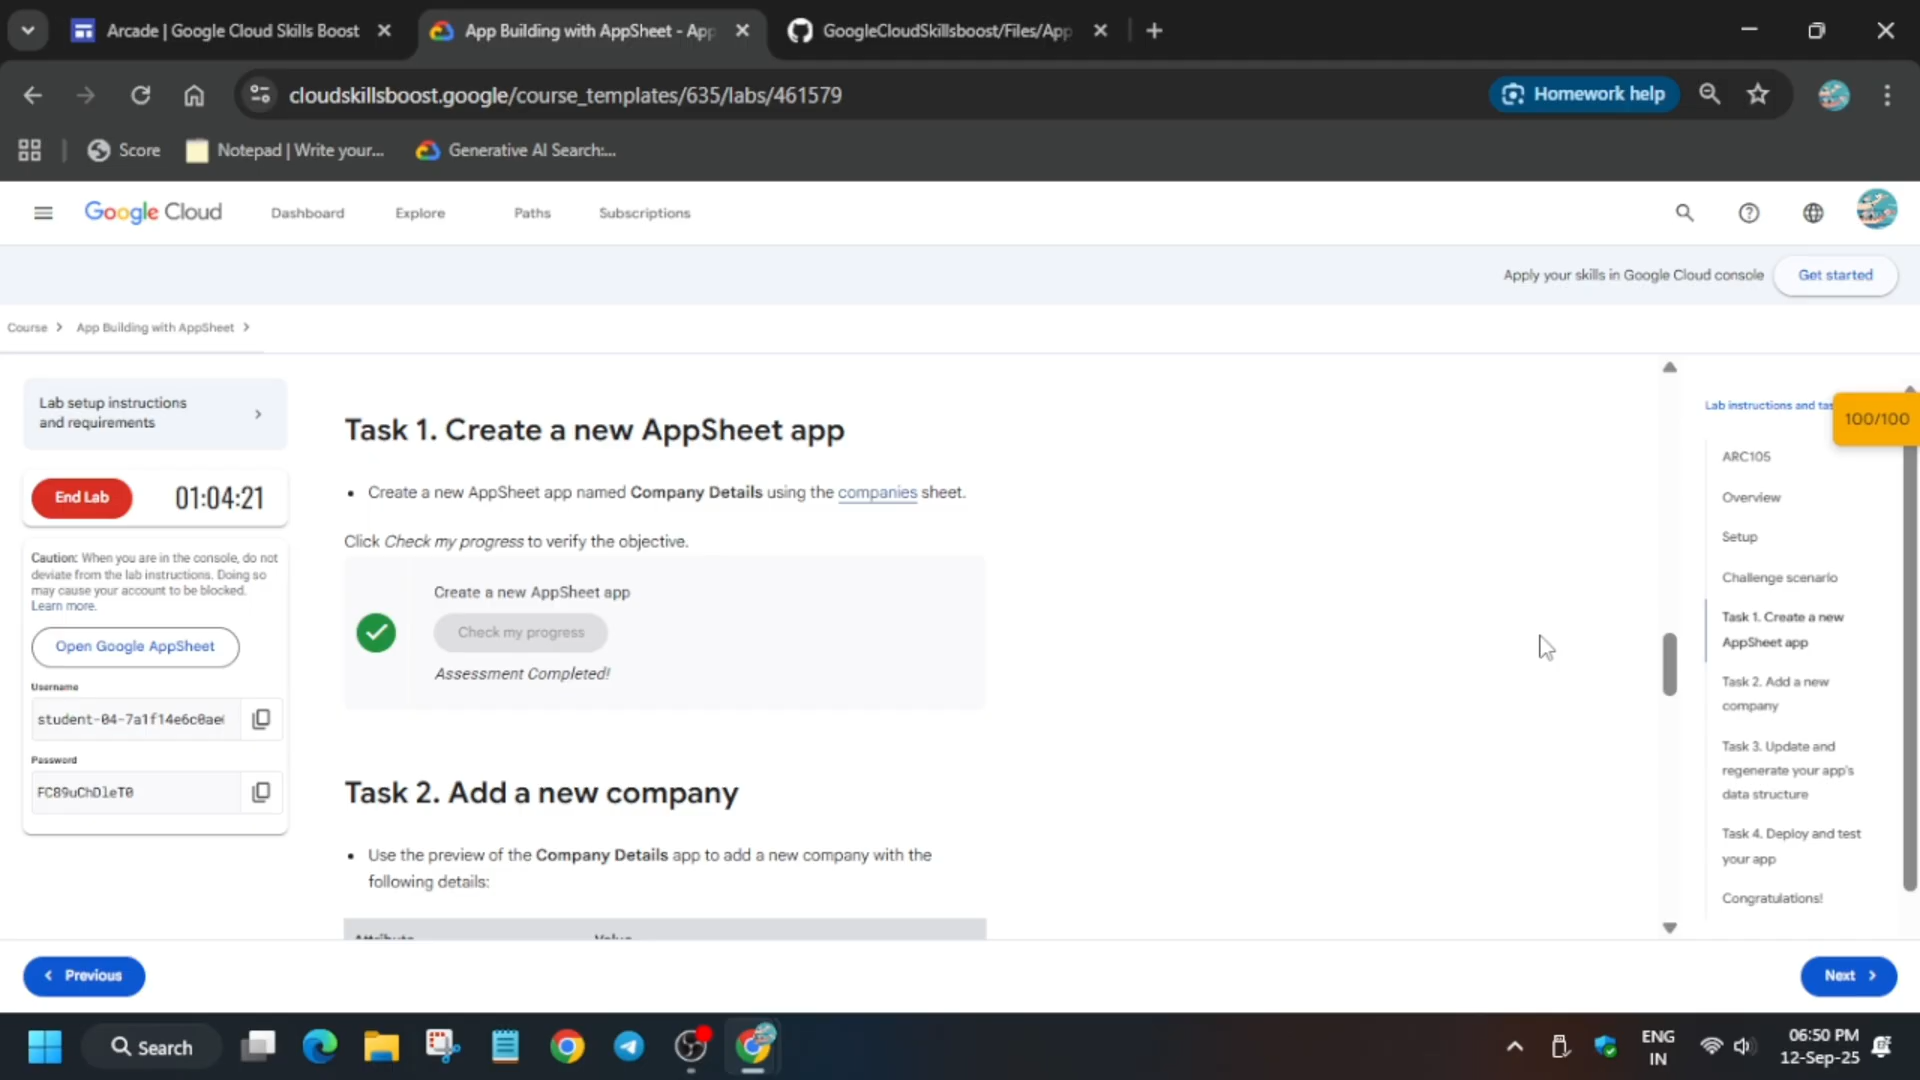 Arcade | Google Cloud Skills Boost
App Building with AppSheet - App
GoogleCloudSkillsboost/Files/App
cloudskillsboost.google/course_templates/635/labs/461579
Homework help
Score
Notepad | Write your...
Generative AI Search:...
Google Cloud
Dashboard
Explore
Paths
Subscriptions
Apply your skills in Google Cloud console
Get started
Course
App Building with AppSheet
Lab setup instructions
and requirements
End Lab
01:04:21
Caution: When you are in the console, do not
deviate from the lab instructions. Doing so
may cause your account to be blocked.
Learn more.
Open Google AppSheet
Username
student-04-7a1f14e6c0ae
Password
FC89uChDleT0
Task 1. Create a new AppSheet app
• Create a new AppSheet app named Company Details using the companies sheet.
Click Check my progress to verify the objective.
Create a new AppSheet app
Check my progress
Assessment Completed!
Task 2. Add a new company
• Use the preview of the Company Details app to add a new company with the
following details:
Attribute
Value
Lab instructions and tas
100/100
ARC105
Overview
Setup
Challenge scenario
Task 1. Create a new
AppSheet app
Task 2. Add a new
company
Task 3. Update and
regenerate your app's
data structure
Task 4. Deploy and test
your app
Congratulations!
Previous
Next
Search
ENG
IN
06:50 PM
12-Sep-25